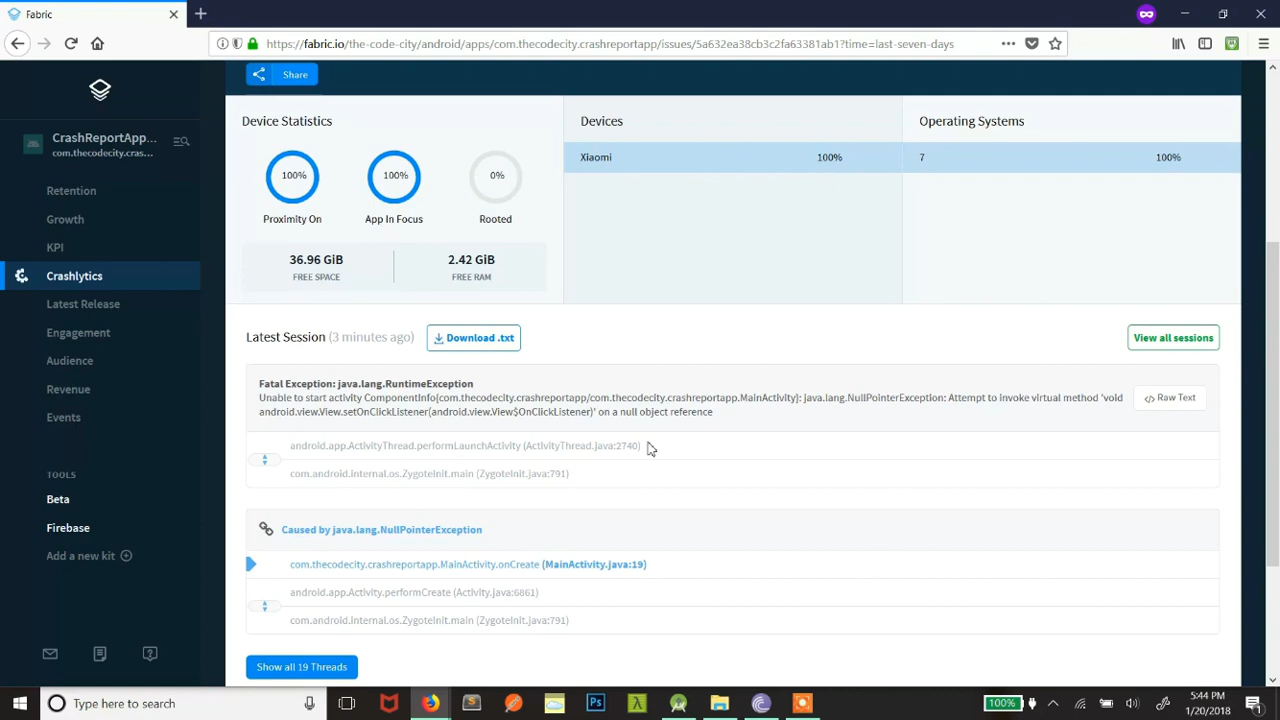 Fabric
https://fabric.io/the-code-city/android/apps/com.thecodecity.crashreportapp/issues/5a632ea38cb3c2fa63381ab1?time=last-seven-days
Share
CrashReportApp...
com.thecodecity.cras...
Retention
Growth
KPI
Crashlytics
Latest Release
Engagement
Audience
Revenue
Events
TOOLS
Beta
Firebase
Add a new kit
Device Statistics
100%
100%
0%
Proximity On
App In Focus
Rooted
36.96 GiB
2.42 GiB
FREE SPACE
FREE RAM
Devices
Xiaomi 100%
Operating Systems
7 100%
Latest Session (3 minutes ago)
Download .txt
View all sessions
Fatal Exception: java.lang.RuntimeException
Unable to start activity ComponentInfo{com.thecodecity.crashreportapp/com.thecodecity.crashreportapp.MainActivity}: java.lang.NullPointerException: Attempt to invoke virtual method 'void
android.view.View.setOnClickListener(android.view.View$OnClickListener)' on a null object reference
</> Raw Text
android.app.ActivityThread.performLaunchActivity (ActivityThread.java:2740)
com.android.internal.os.ZygoteInit.main (ZygoteInit.java:791)
Caused by java.lang.NullPointerException
com.thecodecity.crashreportapp.MainActivity.onCreate (MainActivity.java:19)
android.app.Activity.performCreate (Activity.java:6861)
com.android.internal.os.ZygoteInit.main (ZygoteInit.java:791)
Show all 19 Threads
Type here to search
Ps
100%
5:44 PM
1/20/2018